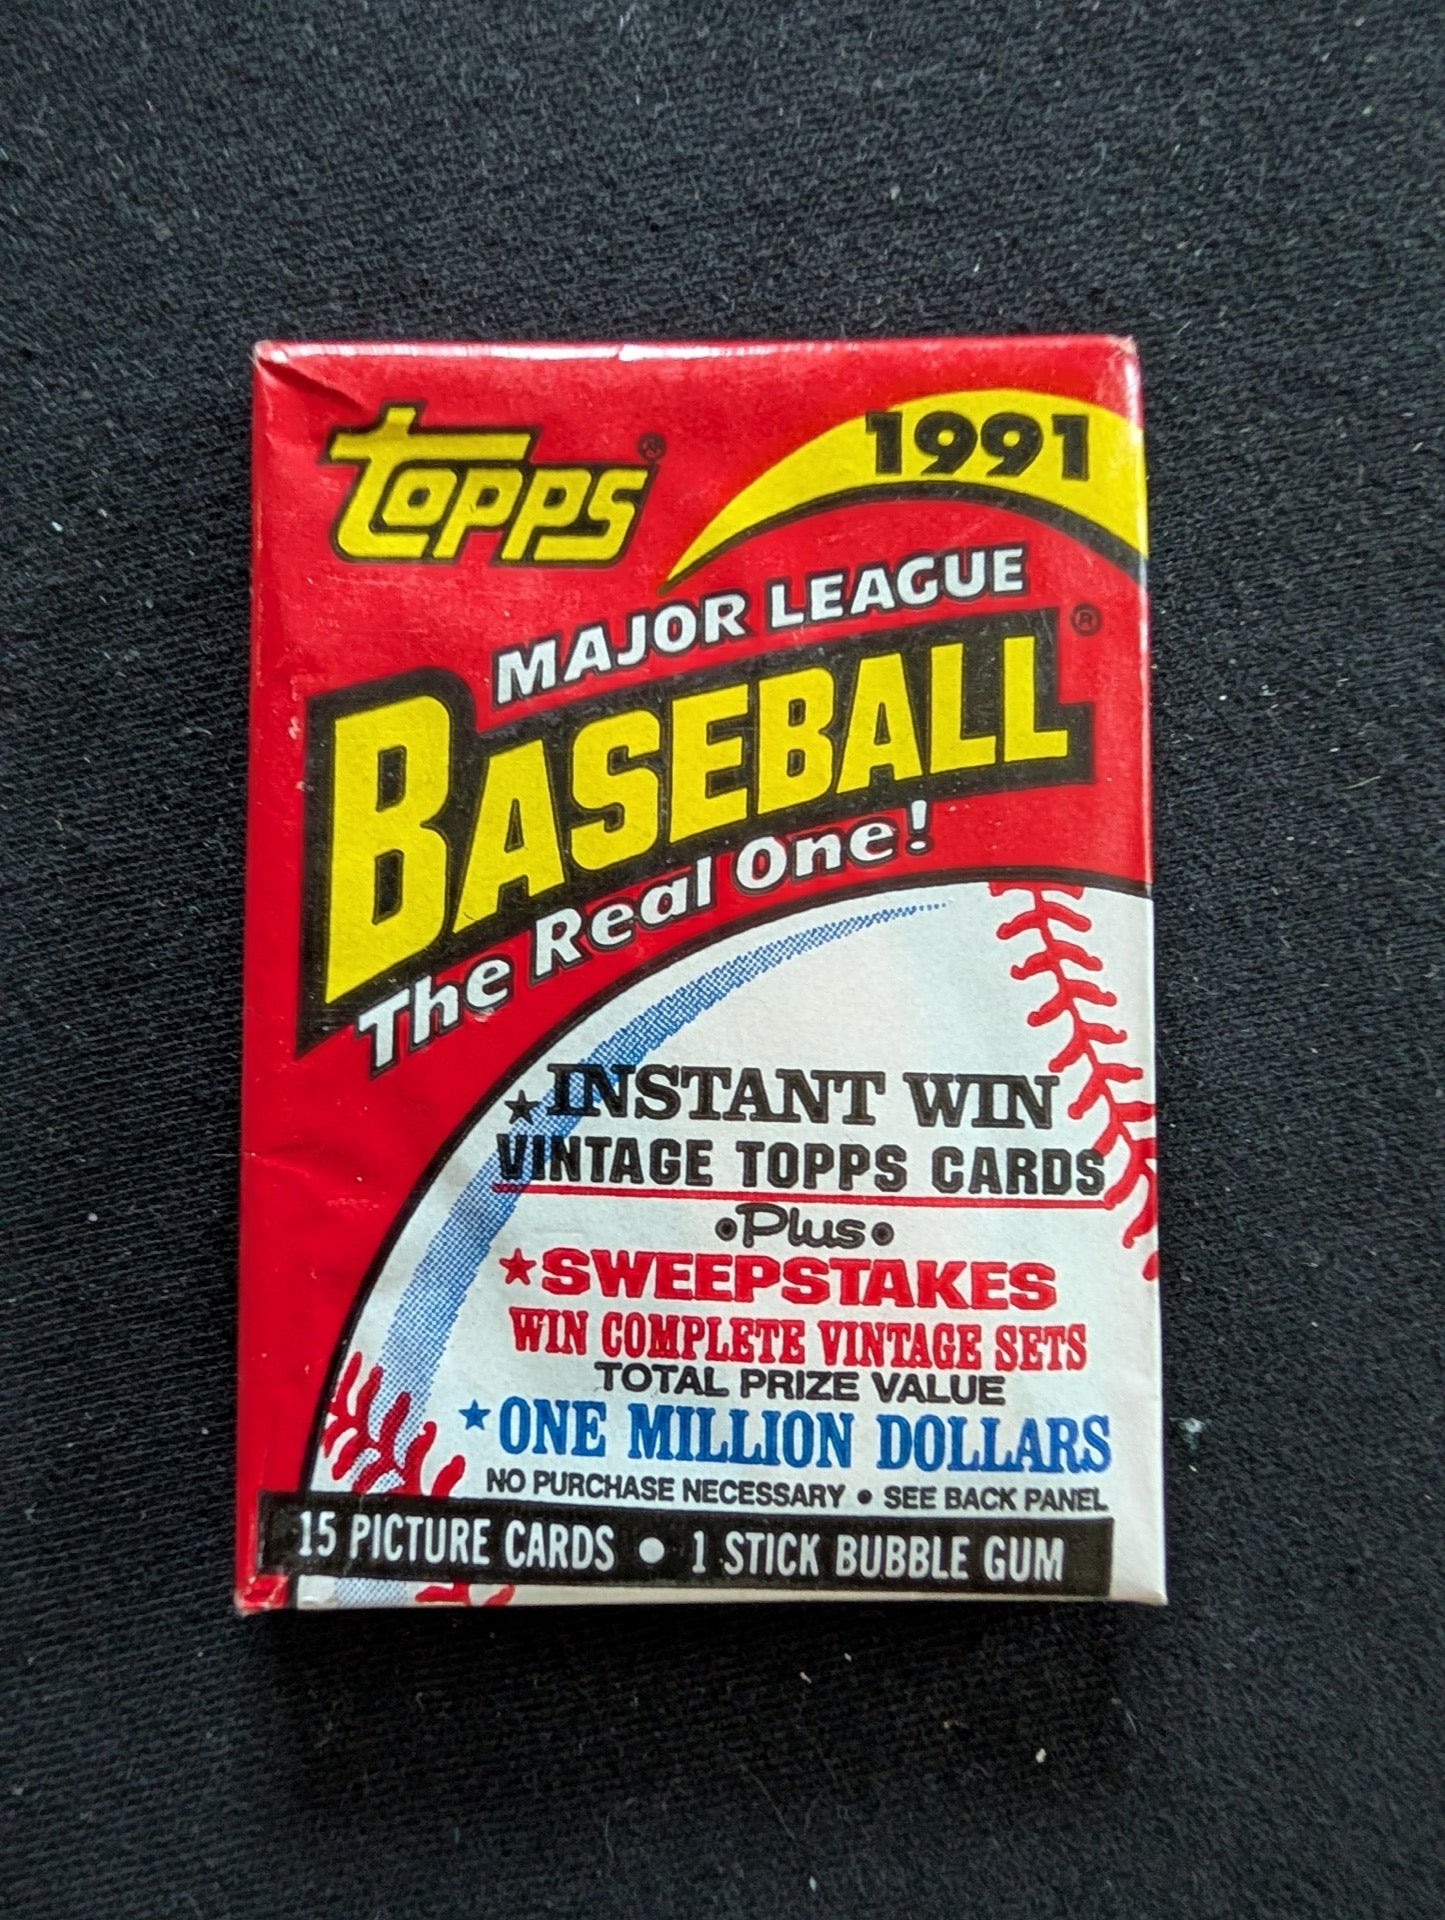 Topps®
1991
MAJOR LEAGUE
BASEBALL®
The Real One!
★INSTANT WIN
VINTAGE TOPPS CARDS
•Plus•
★SWEEPSTAKES
WIN COMPLETE VINTAGE SETS
TOTAL PRIZE VALUE
★ONE MILLION DOLLARS
NO PURCHASE NECESSARY • SEE BACK PANEL
15 PICTURE CARDS • 1 STICK BUBBLE GUM